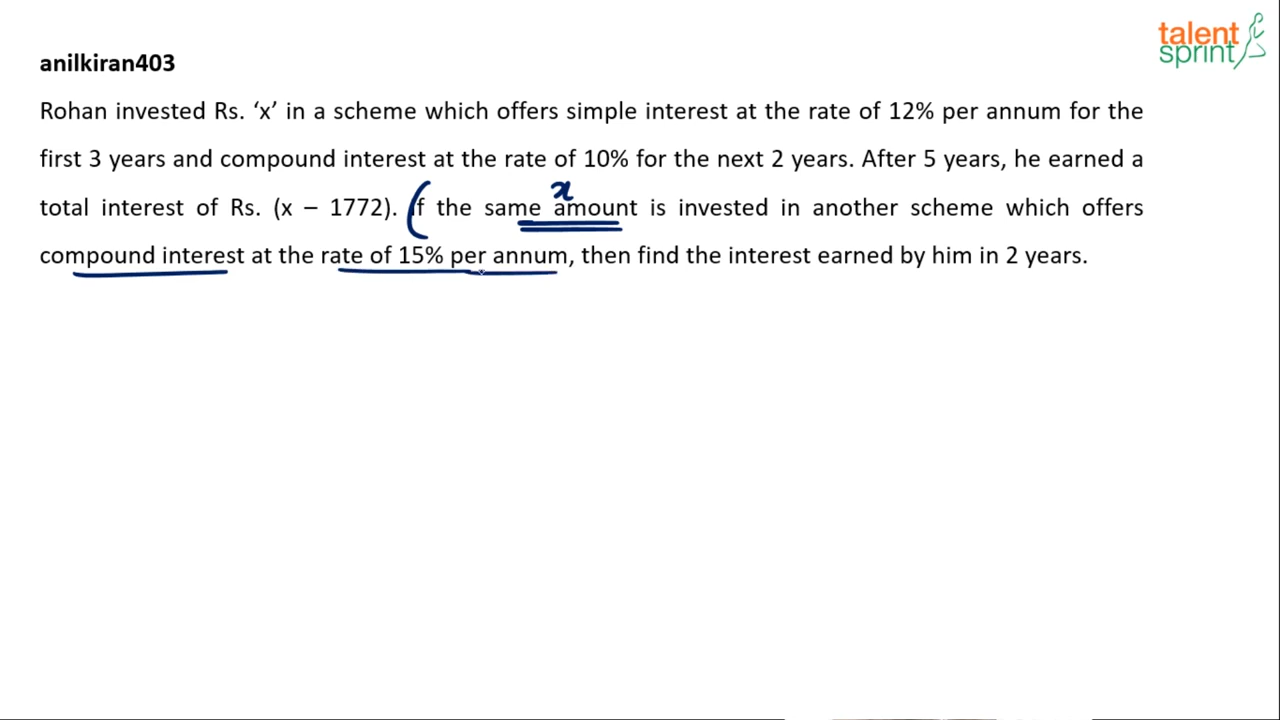 talent
sprint
anilkiran403
Rohan invested Rs. ‘x’ in a scheme which offers simple interest at the rate of 12% per annum for the
first 3 years and compound interest at the rate of 10% for the next 2 years. After 5 years, he earned a
x
total interest of Rs. (x – 1772). If the same amount is invested in another scheme which offers
compound interest at the rate of 15% per annum, then find the interest earned by him in 2 years.